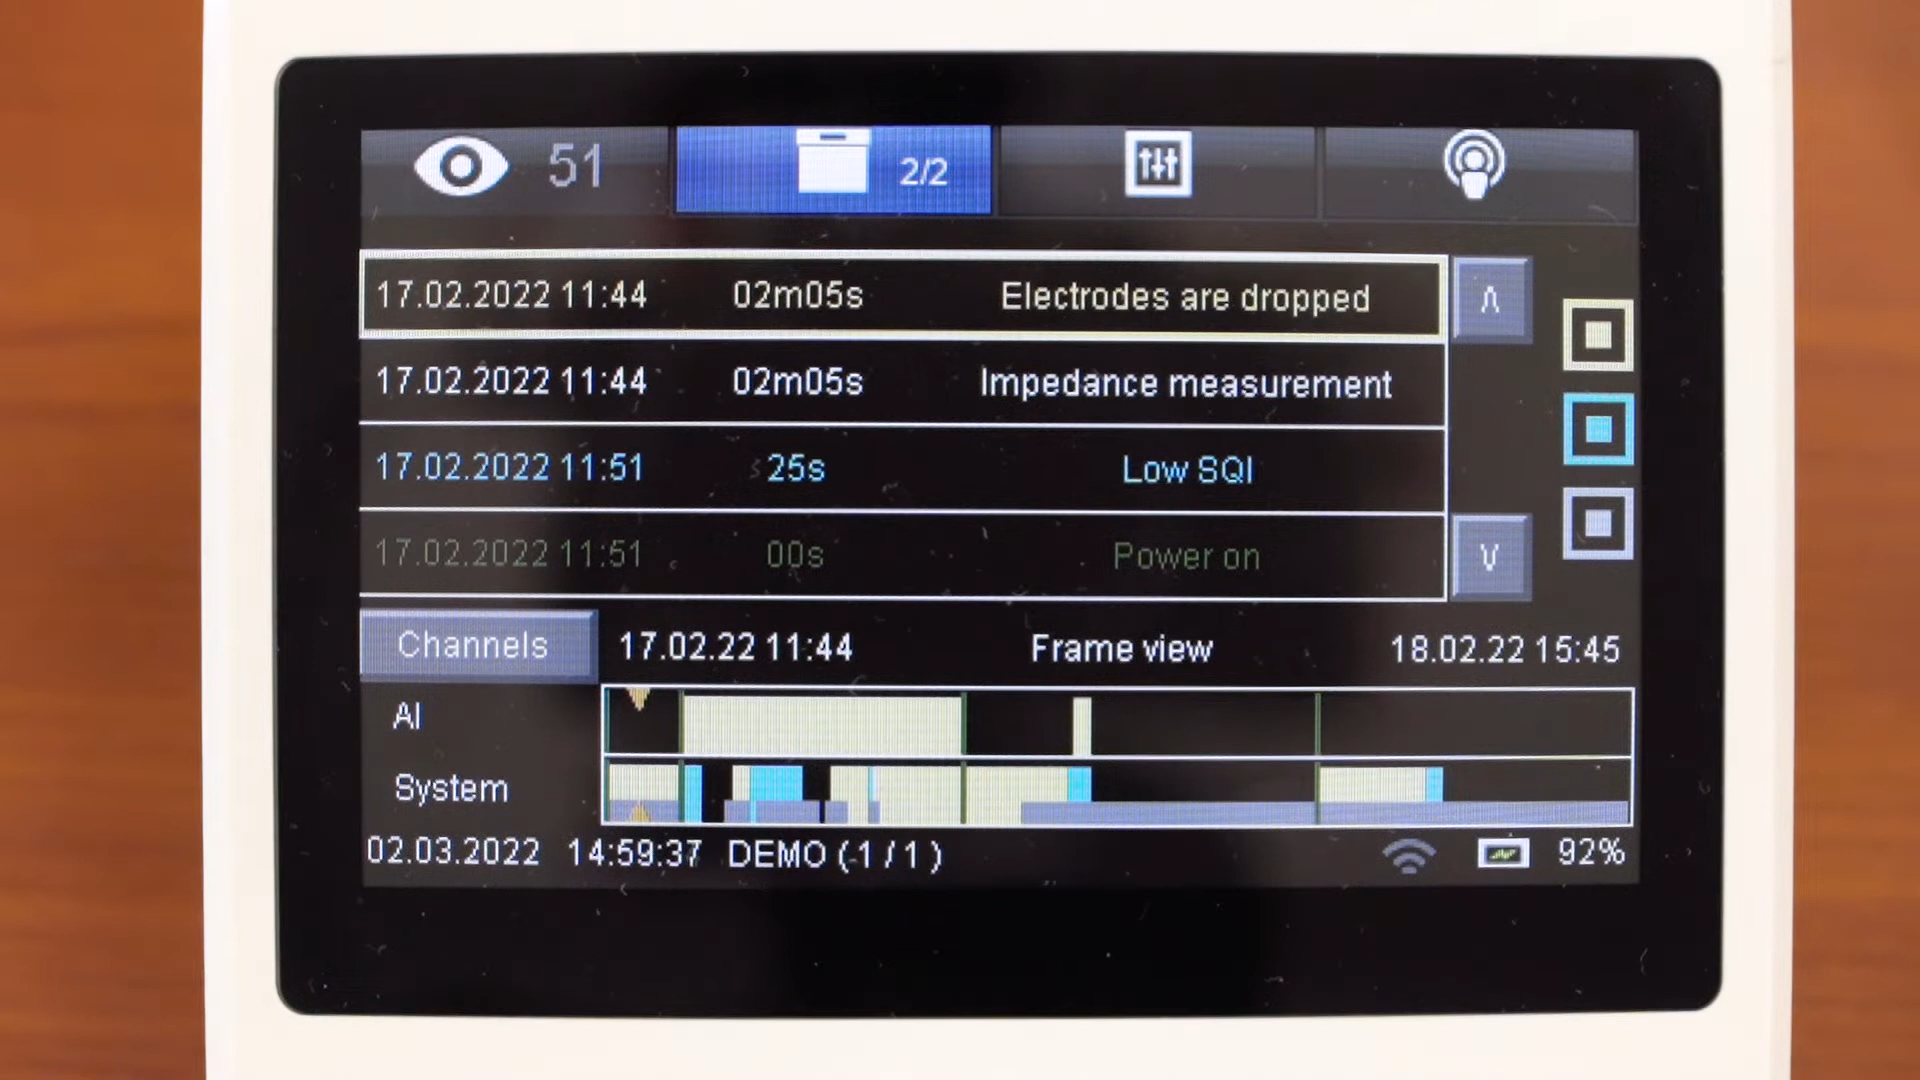 51 2/2
17.02.2022 11:44 02m05s Electrodes are dropped
17.02.2022 11:44 02m05s Impedance measurement
17.02.2022 11:51 25s Low SQI
17.02.2022 11:51 00s Power on
Channels 17.02.22 11:44 Frame view 18.02.22 15:45
AI
System
02.03.2022 14:59:37 DEMO (-1 / 1 ) 92%